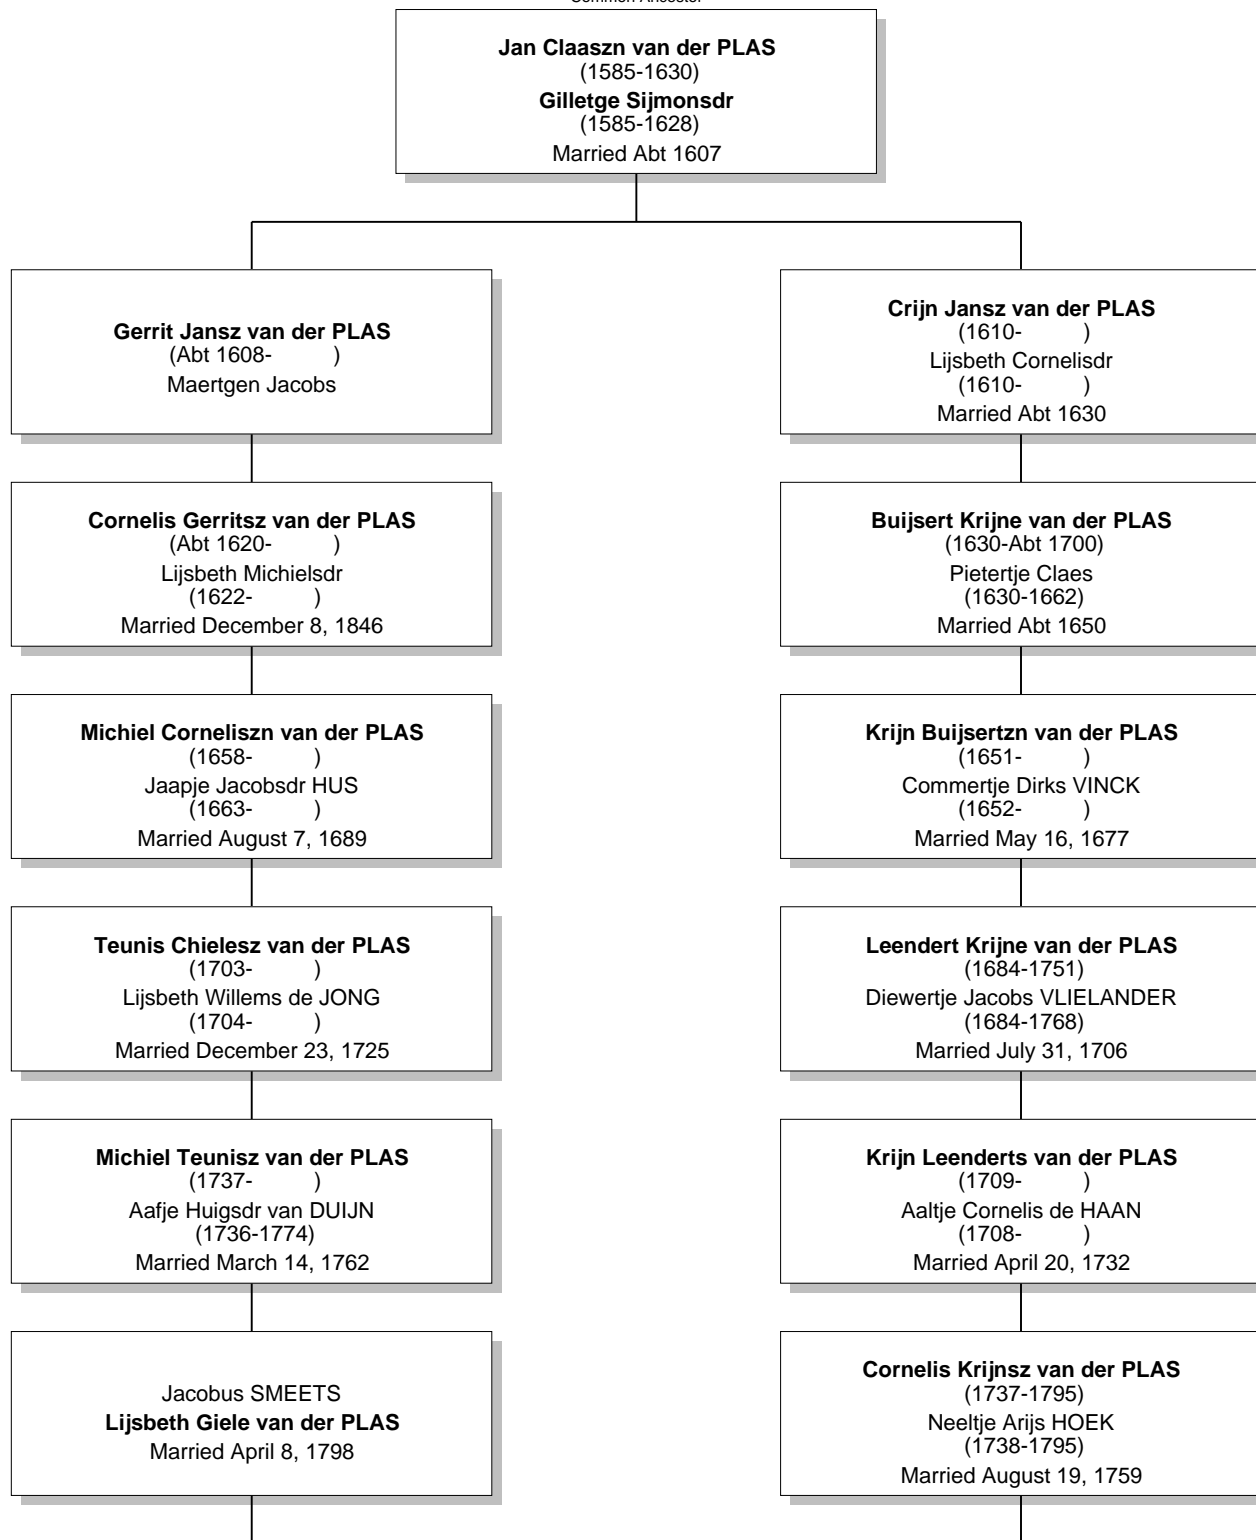 Common Ancestor
Jan Claaszn van der PLAS
(1585-1630)
Gilletge Sijmonsdr
(1585-1628)
Married Abt 1607
Gerrit Jansz van der PLAS
(Abt 1608- )
Maertgen Jacobs
Crijn Jansz van der PLAS
(1610- )
Lijsbeth Cornelisdr
(1610- )
Married Abt 1630
Cornelis Gerritsz van der PLAS
(Abt 1620- )
Lijsbeth Michielsdr
(1622- )
Married December 8, 1846
Buijsert Krijne van der PLAS
(1630-Abt 1700)
Pietertje Claes
(1630-1662)
Married Abt 1650
Michiel Corneliszn van der PLAS
(1658- )
Jaapje Jacobsdr HUS
(1663- )
Married August 7, 1689
Krijn Buijsertzn van der PLAS
(1651- )
Commertje Dirks VINCK
(1652- )
Married May 16, 1677
Teunis Chielesz van der PLAS
(1703- )
Lijsbeth Willems de JONG
(1704- )
Married December 23, 1725
Leendert Krijne van der PLAS
(1684-1751)
Diewertje Jacobs VLIELANDER
(1684-1768)
Married July 31, 1706
Michiel Teunisz van der PLAS
(1737- )
Aafje Huigsdr van DUIJN
(1736-1774)
Married March 14, 1762
Krijn Leenderts van der PLAS
(1709- )
Aaltje Cornelis de HAAN
(1708- )
Married April 20, 1732
Jacobus SMEETS
Lijsbeth Giele van der PLAS
Married April 8, 1798
Cornelis Krijnsz van der PLAS
(1737-1795)
Neeltje Arijs HOEK
(1738-1795)
Married August 19, 1759